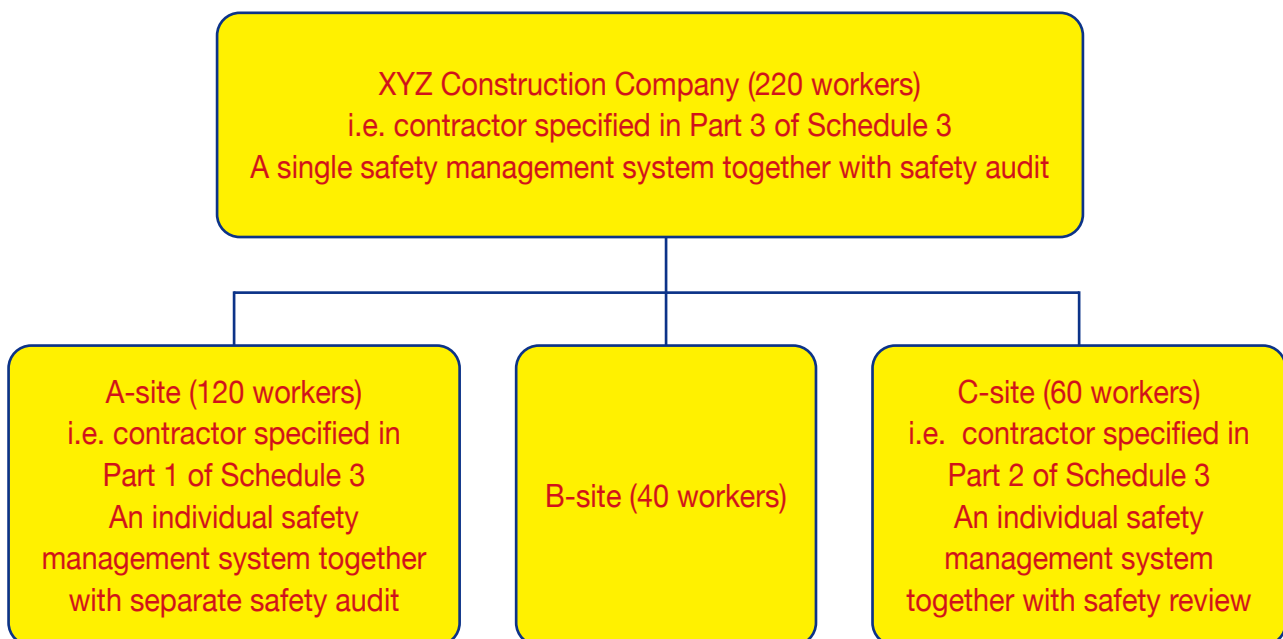 XYZ Construction Company (220 workers)
i.e. contractor specified in Part 3 of Schedule 3
A single safety management system together with safety audit
A-site (120 workers)
i.e. contractor specified in
Part 1 of Schedule 3
An individual safety
management system together
with separate safety audit
B-site (40 workers)
C-site (60 workers)
i.e. contractor specified in
Part 2 of Schedule 3
An individual safety
management system
together with safety review